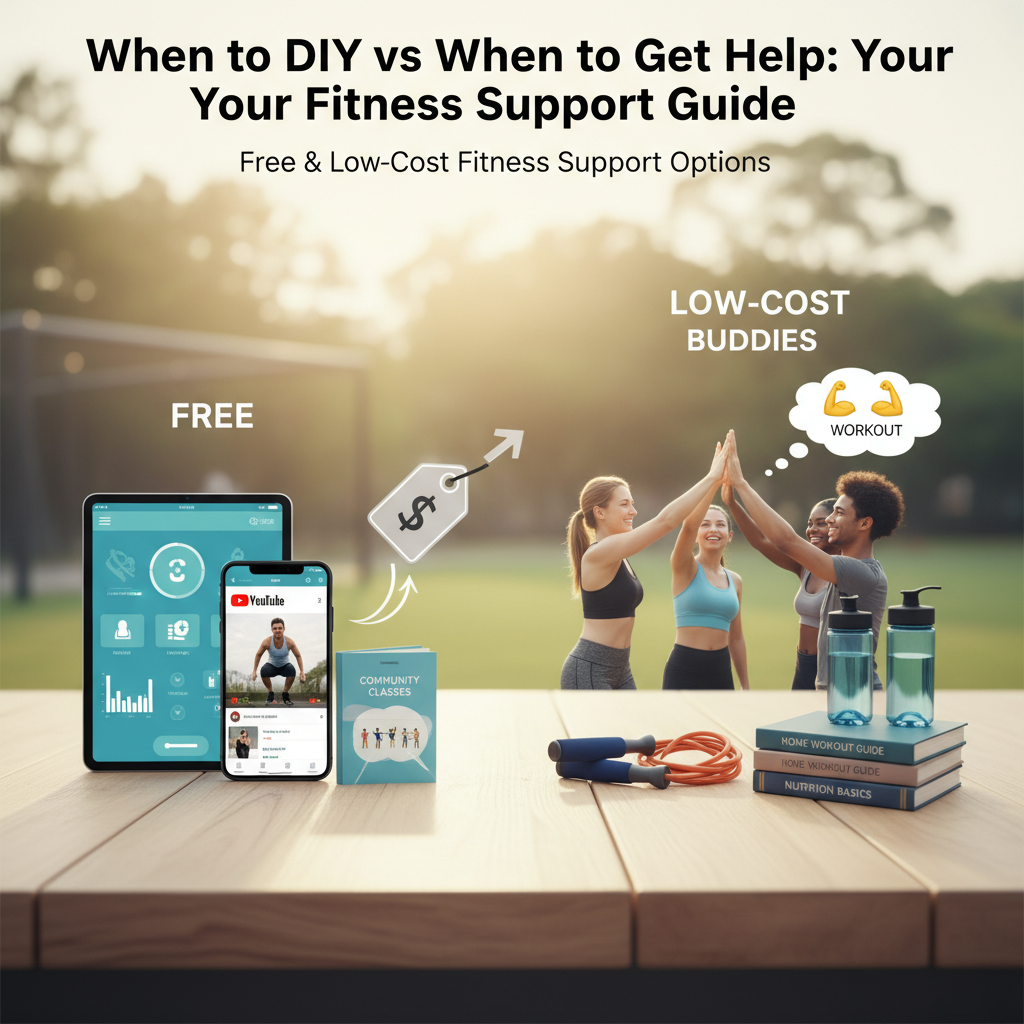 When to DIY vs When to Get Help: Your
Your Fitness Support Guide
Free & Low-Cost Fitness Support Options
LOW-COST
BUDDIES
WORKOUT
FREE
$
YouTube
COMMUNITY
CLASSES
HOME WORKOUT GUIDE
HOME WORKOUT GUIDE
NUTRITION BASICS